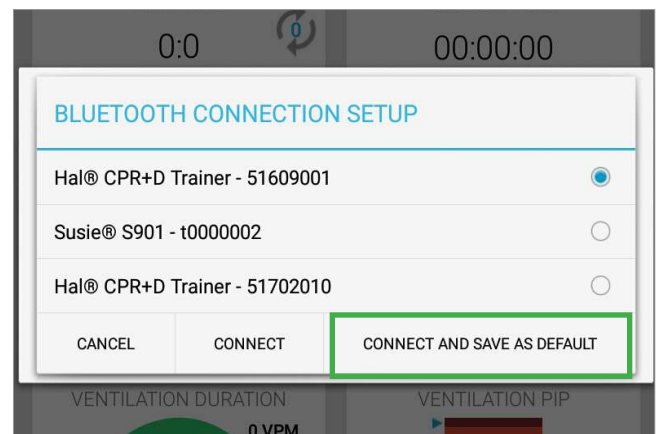 0:0
0
00:00:00
BLUETOOTH CONNECTION SETUP
Hal® CPR+D Trainer - 51609001
Susie® S901 - t0000002
Hal® CPR+D Trainer - 51702010
CANCEL CONNECT CONNECT AND SAVE AS DEFAULT
VENTILATION DURATION VENTILATION PIP
0 VPM